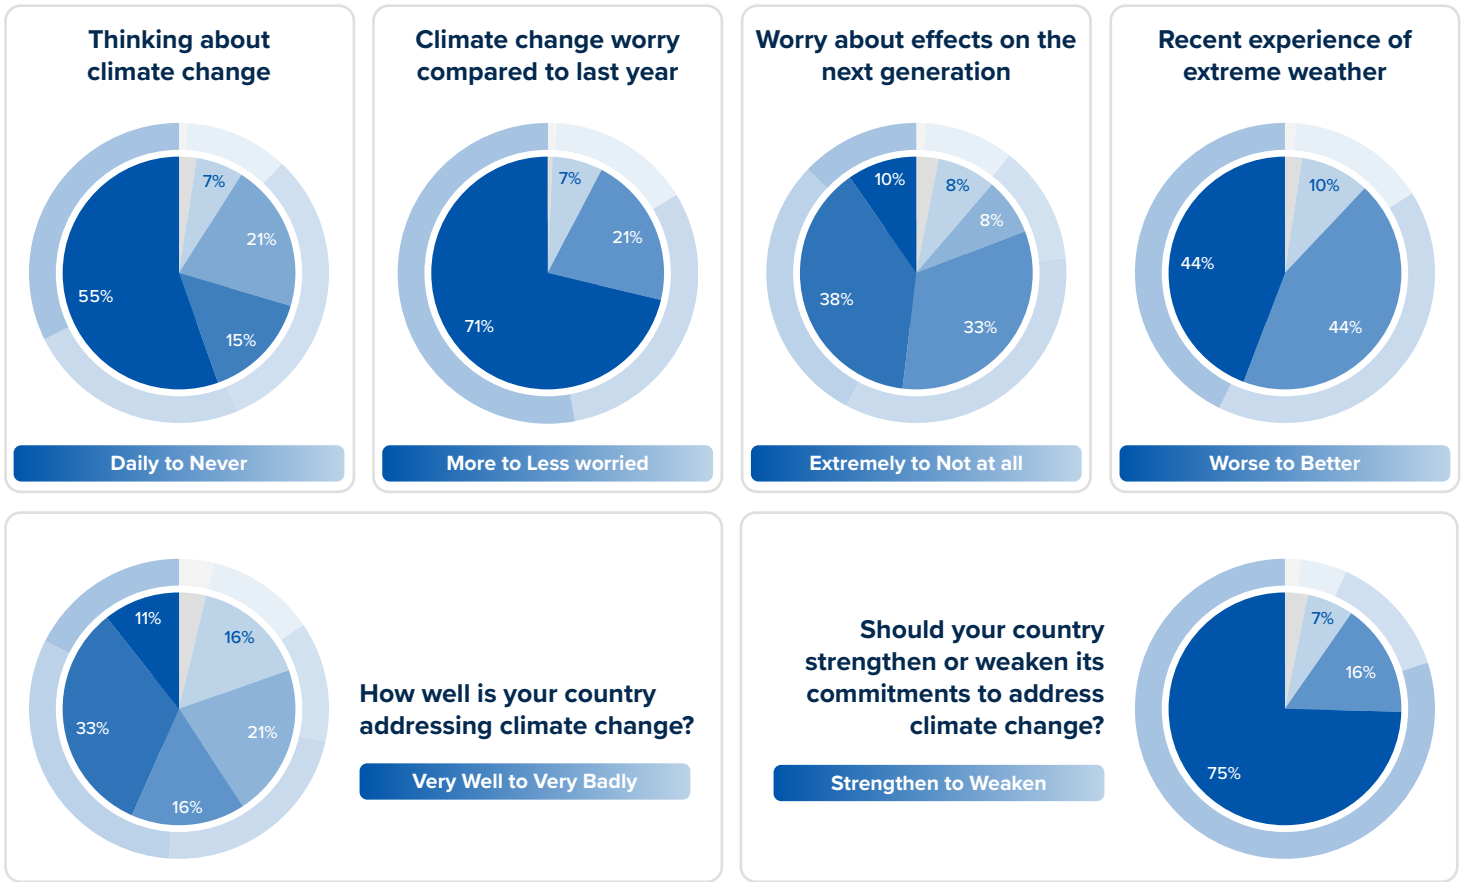 Thinking about
climate change
7%
21%
15%
55%
Daily to Never
Climate change worry
compared to last year
7%
21%
71%
More to Less worried
Worry about effects on the
next generation
10%
8%
8%
33%
38%
Extremely to Not at all
Recent experience of
extreme weather
10%
44%
44%
Worse to Better
11%
16%
21%
16%
33%
How well is your country
addressing climate change?
Very Well to Very Badly
Should your country
strengthen or weaken its
commitments to address
climate change?
Strengthen to Weaken
7%
16%
75%